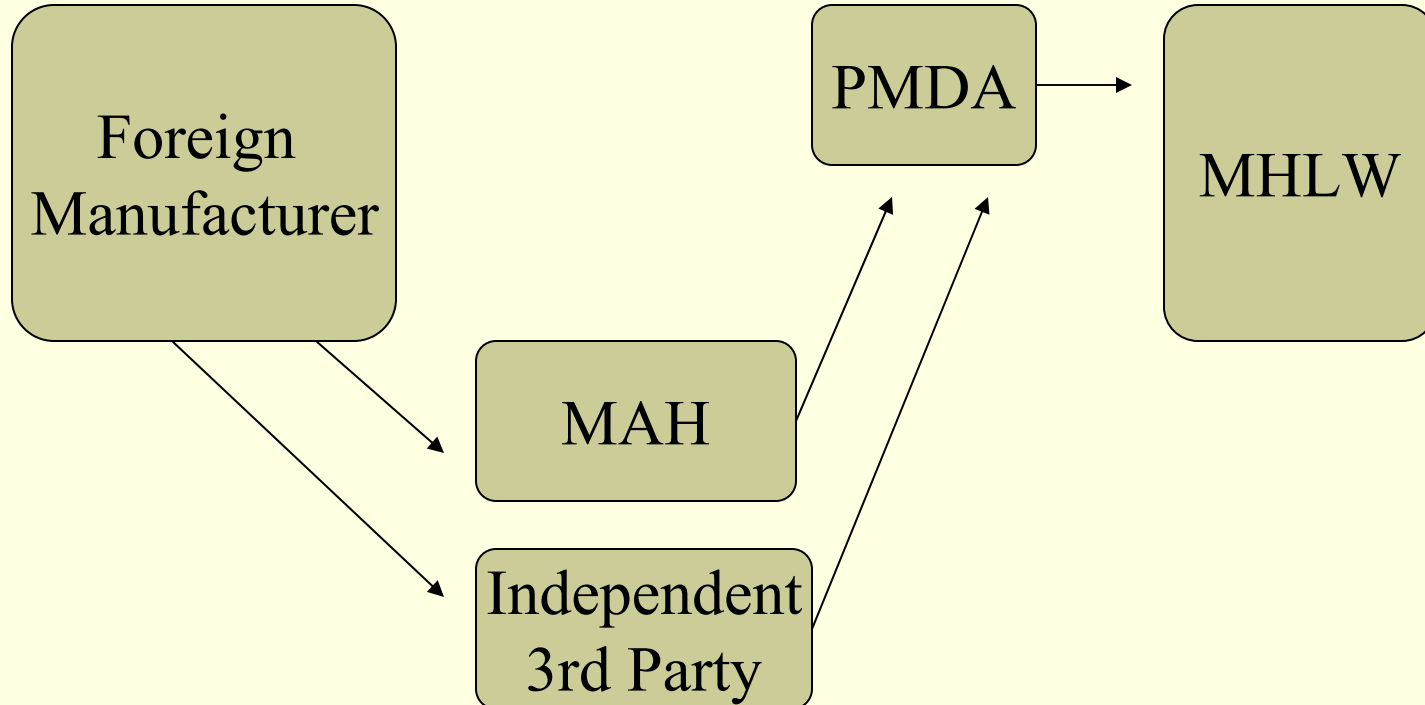 Foreign
Manufacturer
PMDA
MHLW
MAH
Independent
3rd Party